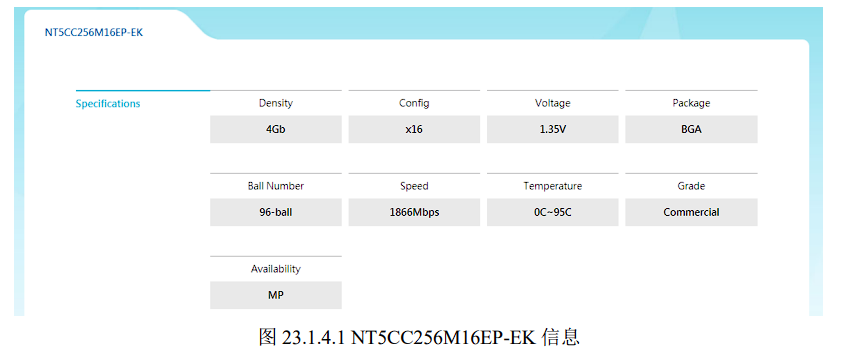 NT5CC256M16EP-EK
Specifications
Density Config Voltage Package
4Gb x16 1.35V BGA
Ball Number Speed Temperature Grade
96-ball 1866Mbps 0C~95C Commercial
Availability
MP
图 23.1.4.1 NT5CC256M16EP-EK 信息